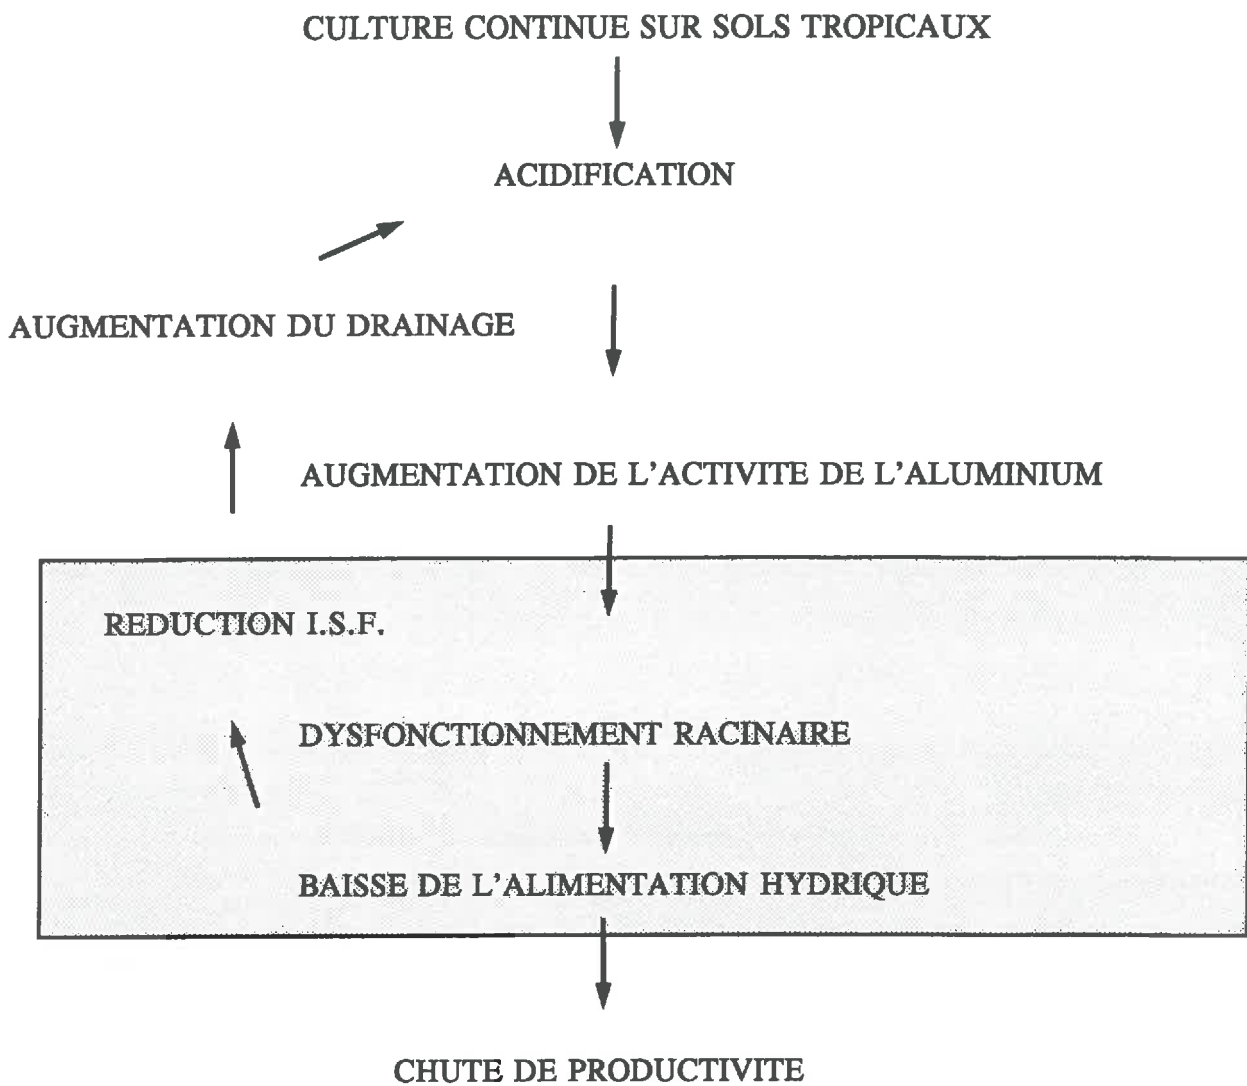 CULTURE CONTINUE SUR SOLS TROPICAUX
ACIDIFICATION
AUGMENTATION DU DRAINAGE
AUGMENTATION DE L'ACTIVITE DE L'ALUMINIUM
REDUCTION I.S.F.
DYSFONCTIONNEMENT RACINAIRE
BAISSE DE L'ALIMENTATION HYDRIQUE
CHUTE DE PRODUCTIVITE